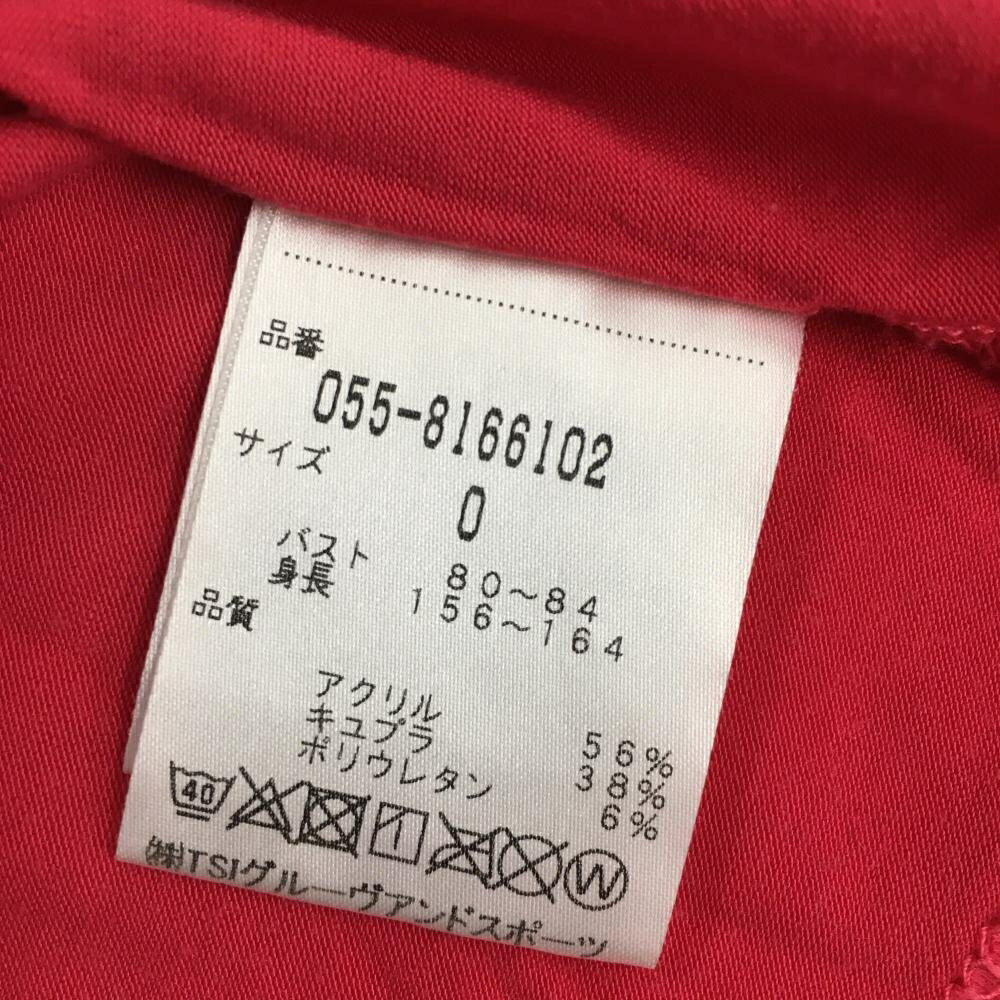 品番
055-8166102
サイズ
0
バスト 80～84
身長 156～164
品質
アクリル 56%
キュプラ 38%
ポリウレタン 6%
40 W
㈱TSIグルーヴアンドスポーツ